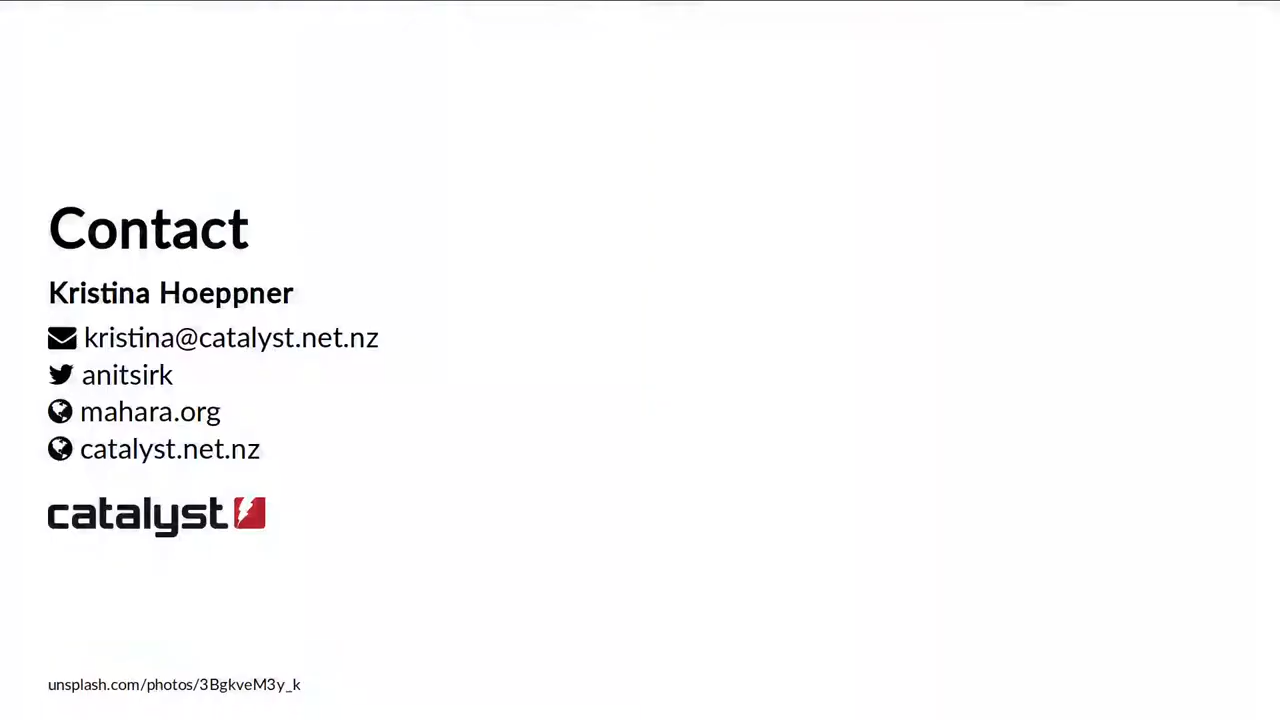 Contact
Kristina Hoeppner
kristina@catalyst.net.nz
anitsirk
mahara.org
catalyst.net.nz
catalyst
unsplash.com/photos/3BgkveM3y_k